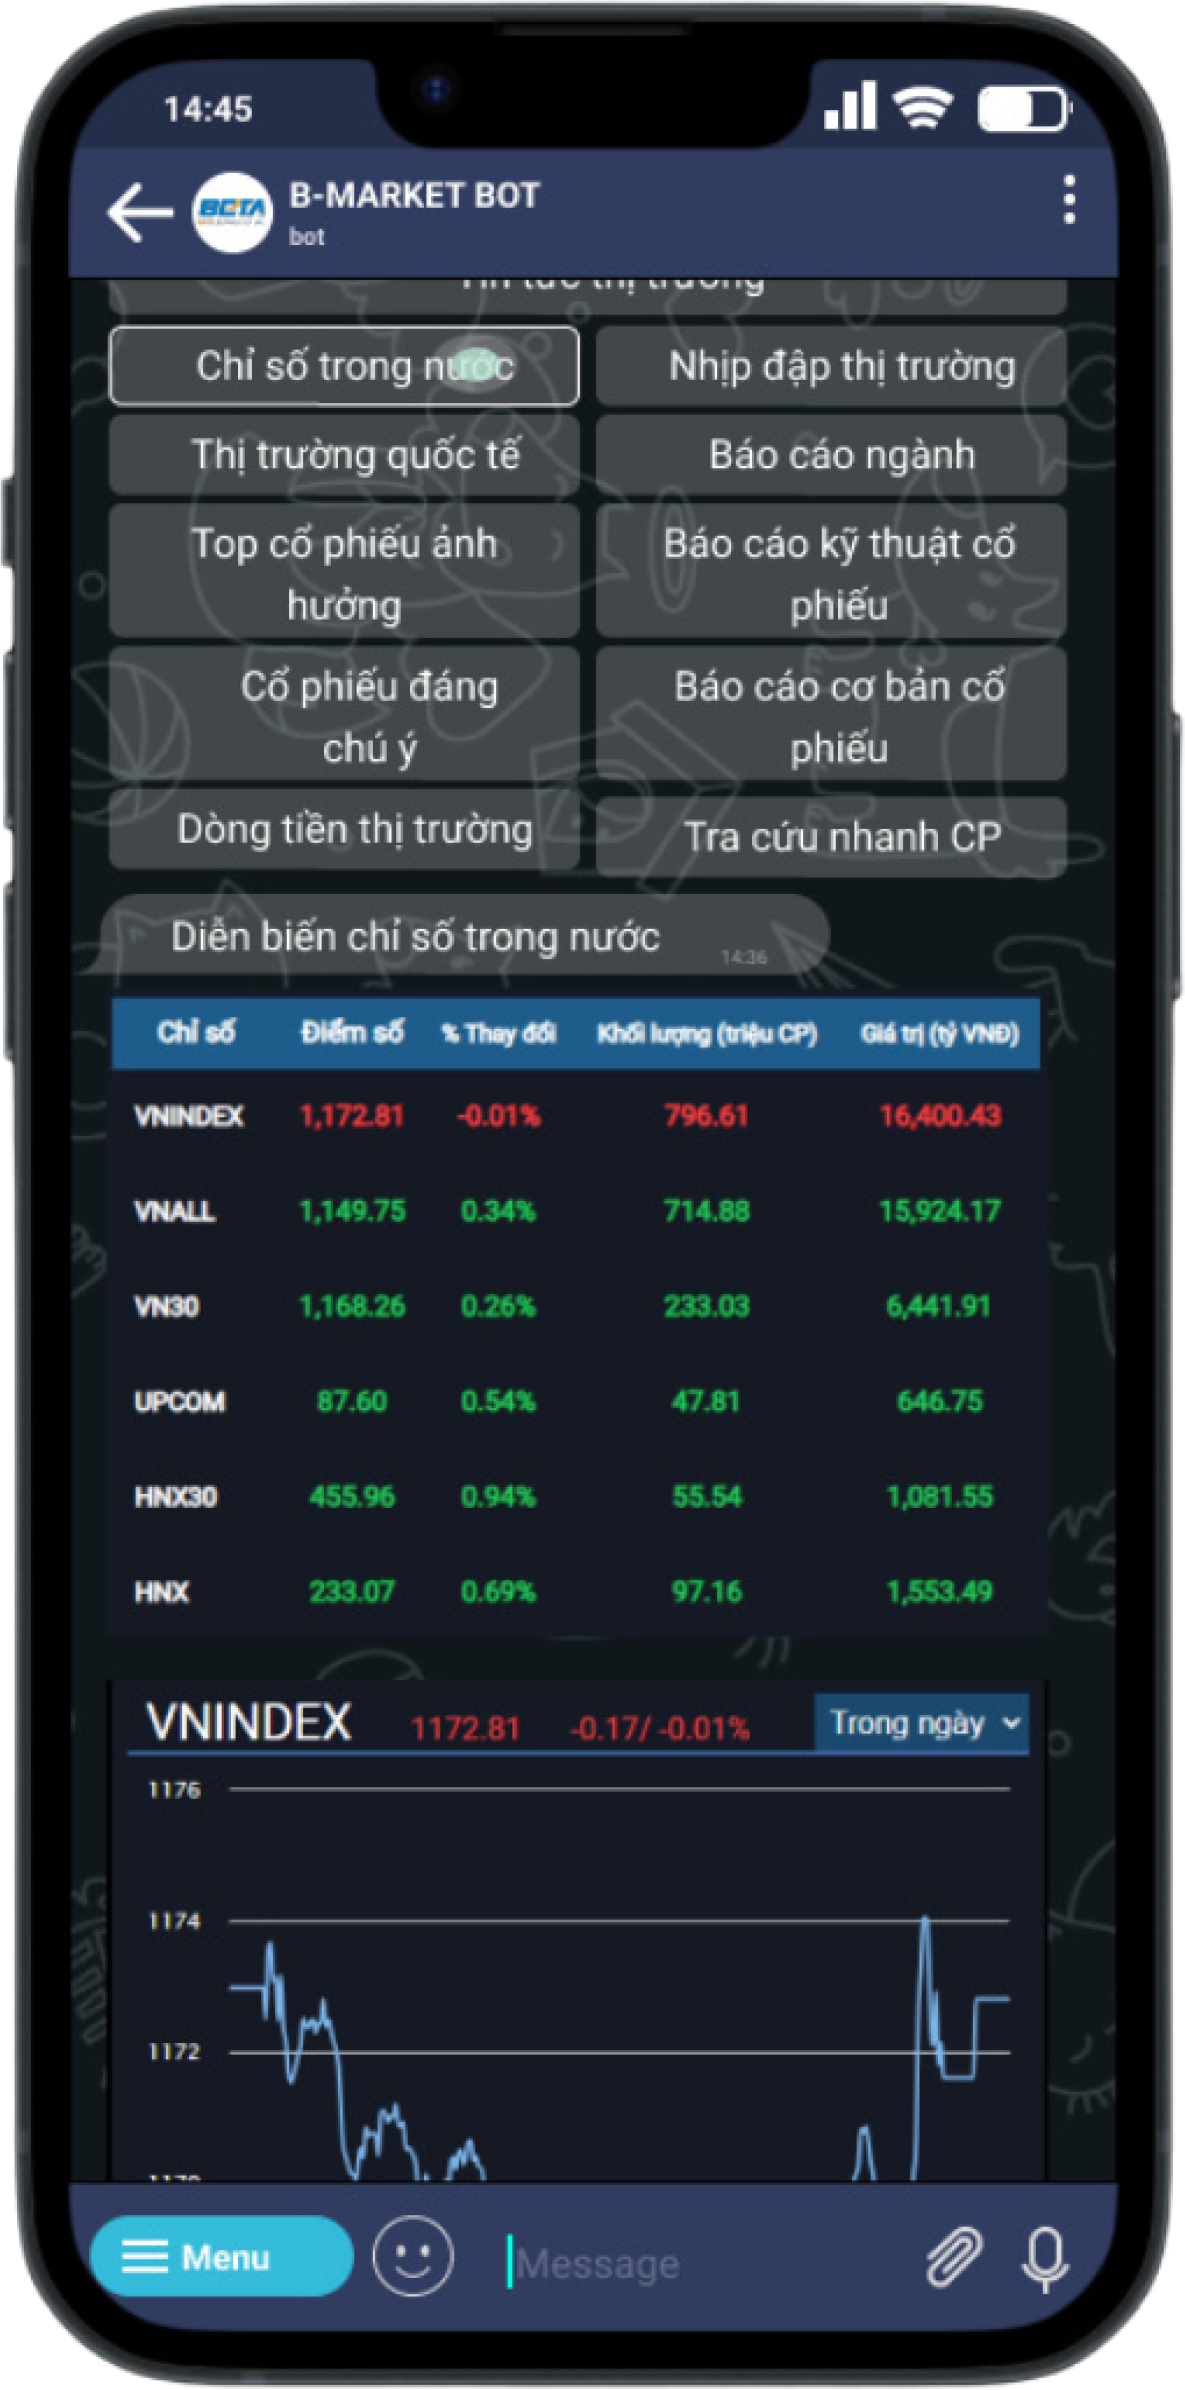 14:45
BETA
B-MARKET BOT
bot
Tin tức thị trường
Chỉ số trong nước
Nhịp đập thị trường
Thị trường quốc tế
Báo cáo ngành
Top cổ phiếu ảnh
hưởng
Báo cáo kỹ thuật cổ
phiếu
Cổ phiếu đáng
chú ý
Báo cáo cơ bản cổ
phiếu
Dòng tiền thị trường
Tra cứu nhanh CP
Diễn biến chỉ số trong nước 14:36
Chỉ số Điểm số % Thay đổi Khối lượng (triệu CP) Giá trị (tỷ VNĐ)
VNINDEX 1,172.81 -0.01% 796.61 16,400.43
VNALL 1,149.75 0.34% 714.88 15,924.17
VN30 1,168.26 0.26% 233.03 6,441.91
UPCOM 87.60 0.54% 47.81 646.75
HNX30 455.96 0.94% 55.54 1,081.55
HNX 233.07 0.69% 97.16 1,553.49
VNINDEX 1172.81 -0.17/ -0.01% Trong ngày
1176
1174
1172
1170
Menu Message